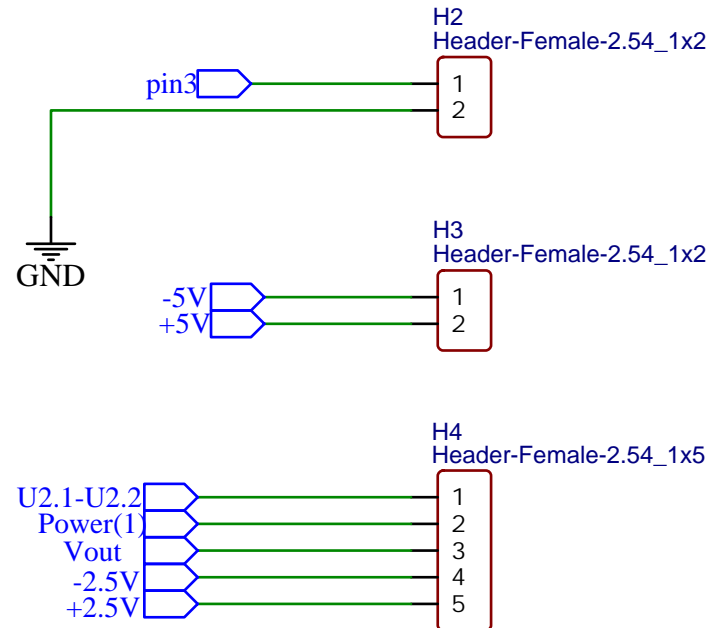 H2
Header-Female-2.54_1x2
pin3
1
2
GND
H3
Header-Female-2.54_1x2
-5V
1
+5V
2
H4
Header-Female-2.54_1x5
U2.1-U2.2
1
Power(1)
2
Vout
3
-2.5V
4
+2.5V
5